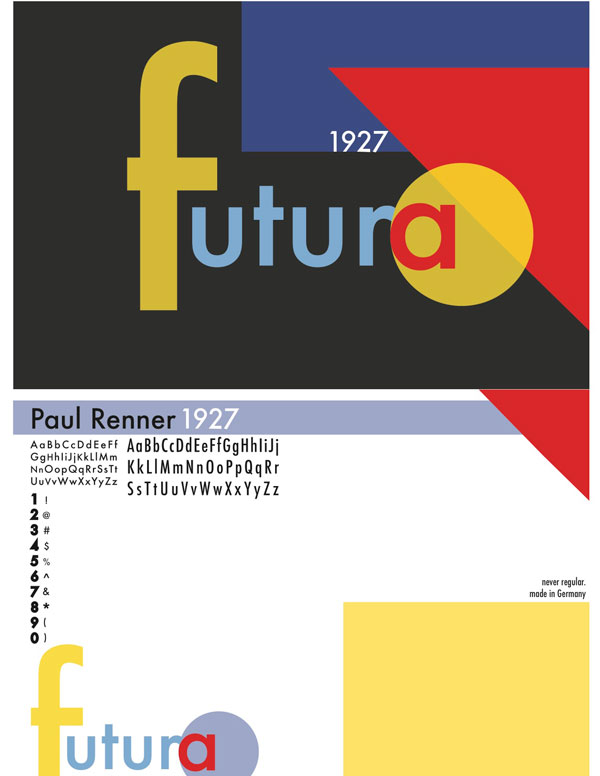 1927
futura
Paul Renner 1927
AaBbCcDdEeFf
GgHhIiJjKkLlMm
NnOopQqRrSsTt
UuVvWwXxYyZz
AaBbCcDdEeFfGgHhIiJj
KkLlMmNnOoPpQqRr
SsTtUuVvWwXxYyZz
1 !
2 @
3 #
4 $
5 %
6 ^
7 &
8 *
9 (
0 )
never regular.
made in Germany
futura